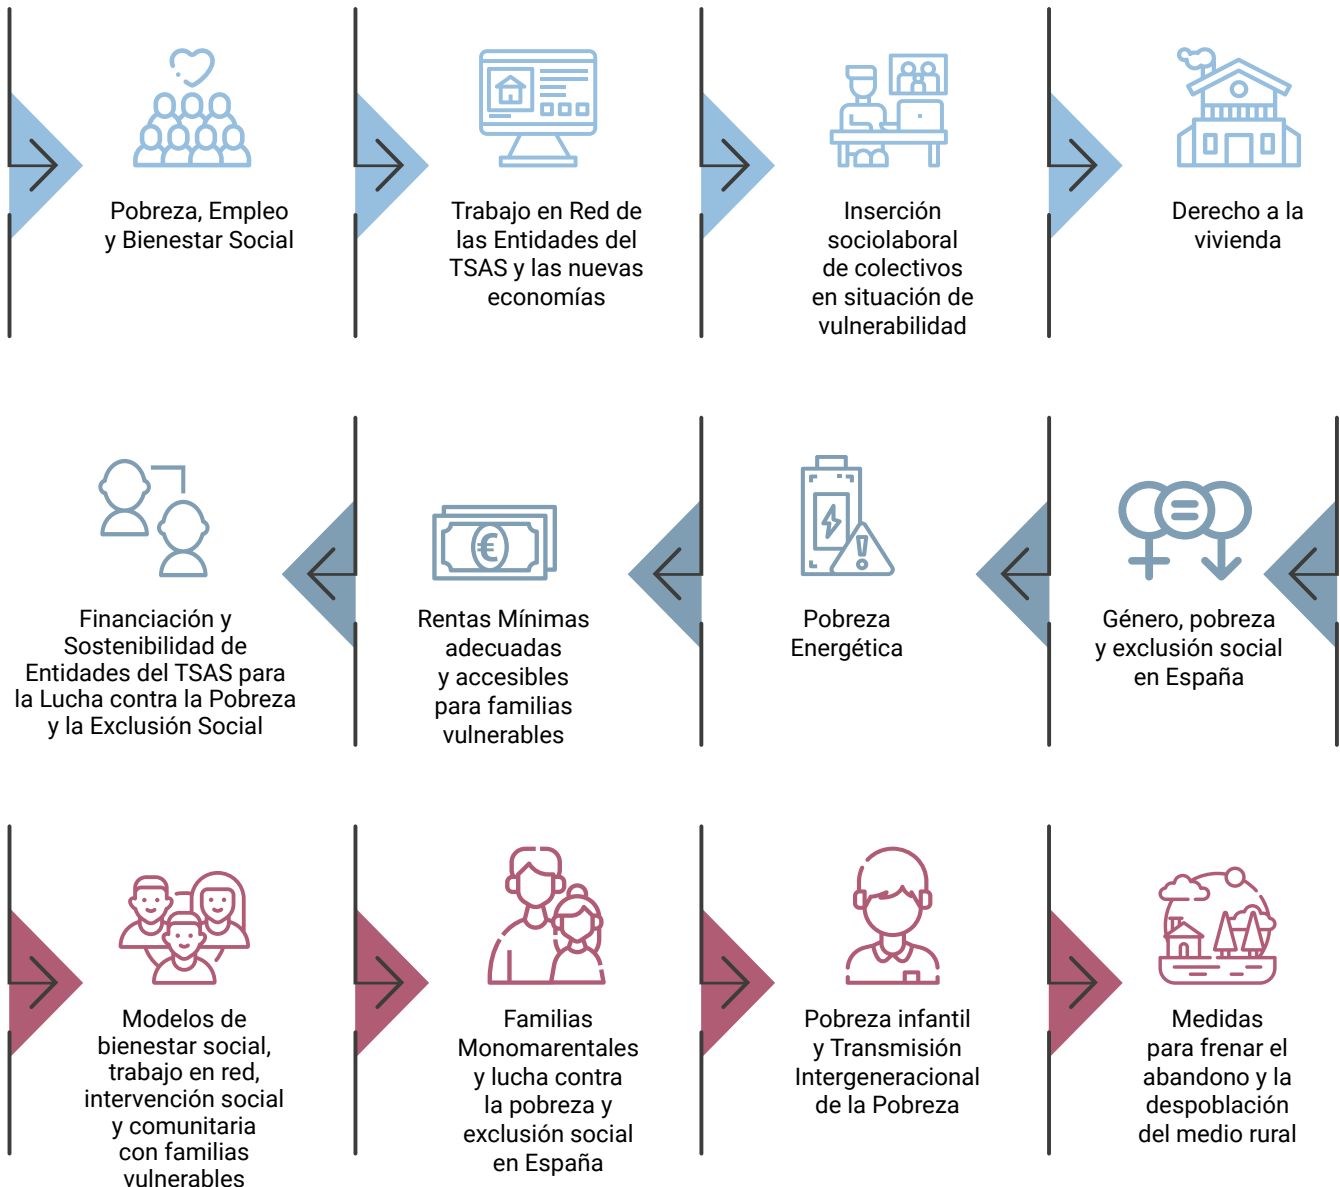 Pobreza, Empleo
y Bienestar Social
Trabajo en Red de
las Entidades del
TSAS y las nuevas
economías
Inserción
sociolaboral
de colectivos
en situación de
vulnerabilidad
Derecho a la
vivienda
Financiación y
Sostenibilidad de
Entidades del TSAS para
la Lucha contra la Pobreza
y la Exclusión Social
Rentas Mínimas
adecuadas
y accesibles
para familias
vulnerables
Pobreza
Energética
Género, pobreza
y exclusión social
en España
Modelos de
bienestar social,
trabajo en red,
intervención social
y comunitaria
con familias
vulnerables
Familias
Monomarentales
y lucha contra
la pobreza y
exclusión social
en España
Pobreza infantil
y Transmisión
Intergeneracional
de la Pobreza
Medidas
para frenar el
abandono y la
despoblación
del medio rural